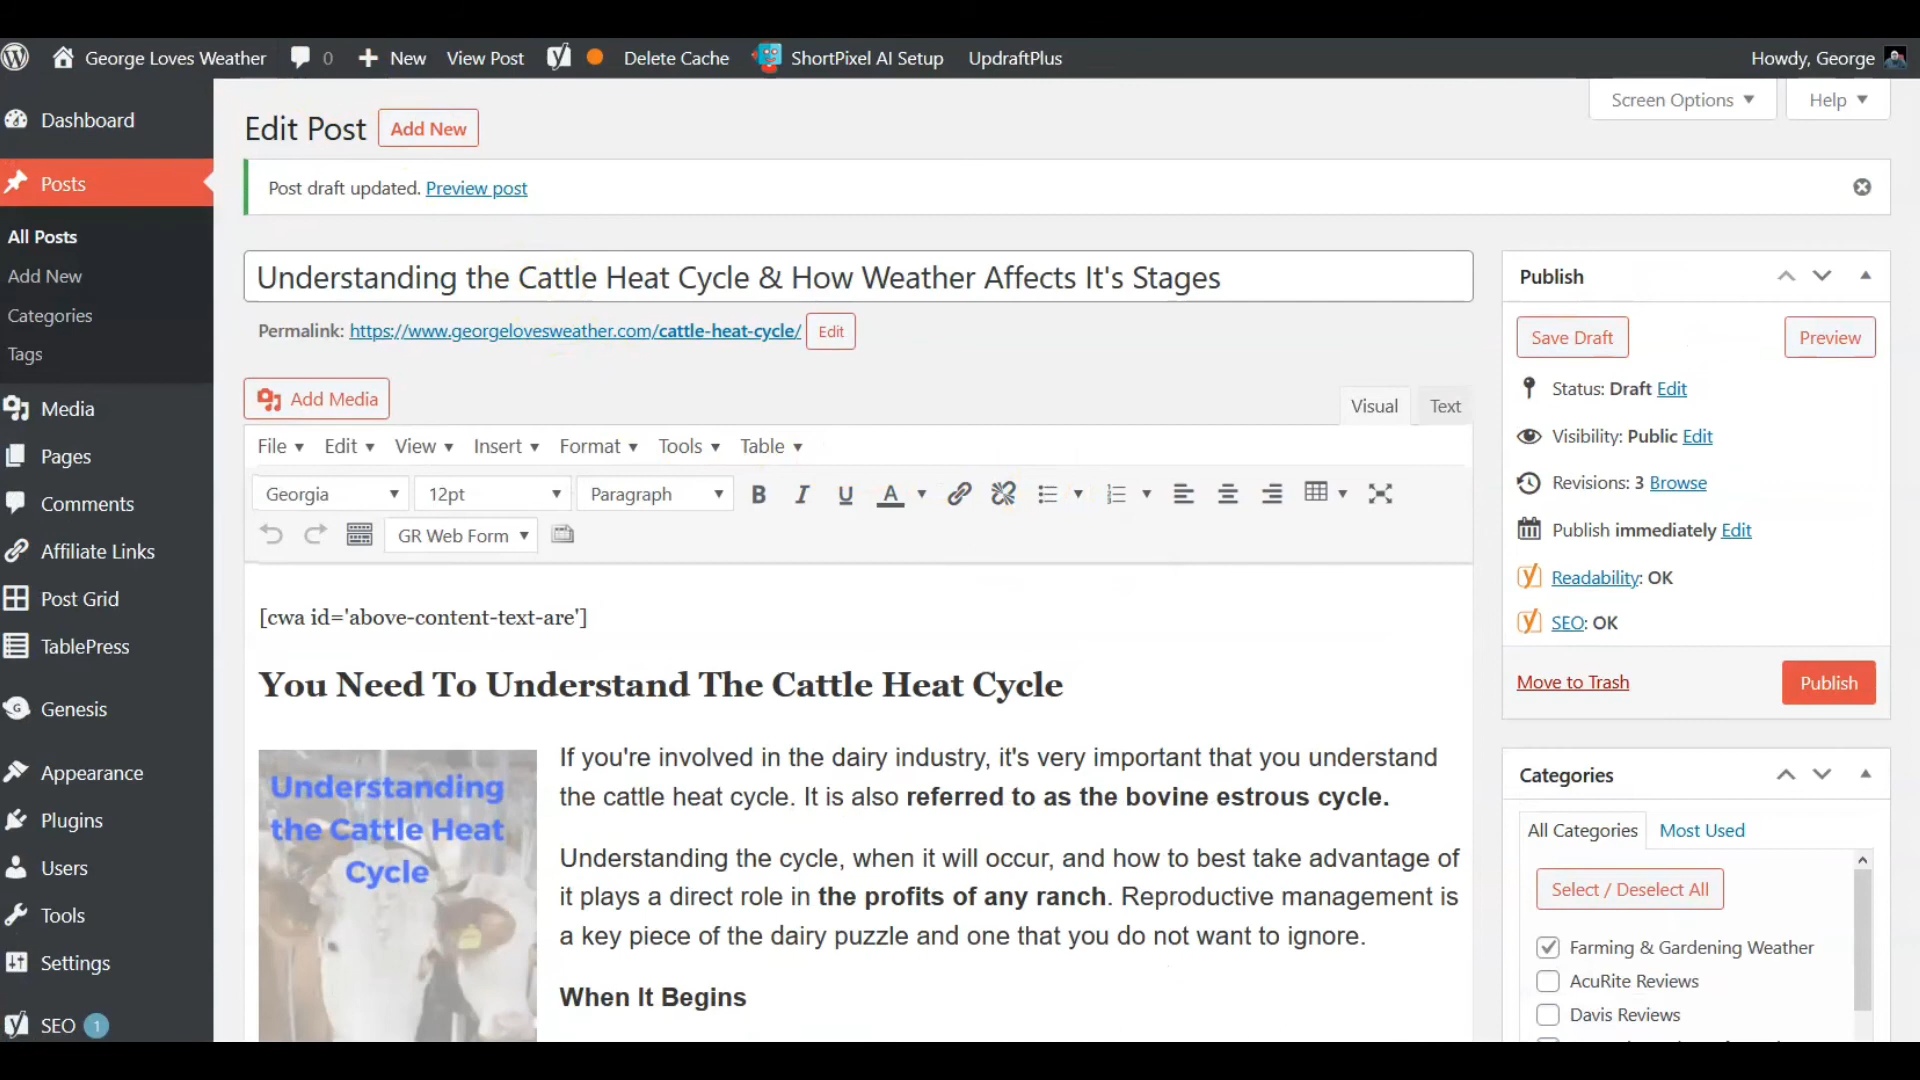 George Loves Weather 0 New View Post Delete Cache ShortPixel AI Setup UpdraftPlus Howdy, George
Screen Options Help
Dashboard
Posts
All Posts
Add New
Categories
Tags
Media
Pages
Comments
Affiliate Links
Post Grid
TablePress
Genesis
Appearance
Plugins
Users
Tools
Settings
SEO 1
Edit Post Add New
Post draft updated. Preview post
Understanding the Cattle Heat Cycle & How Weather Affects It's Stages
Permalink: https://www.georgelovesweather.com/cattle-heat-cycle/ Edit
Add Media
Visual Text
File Edit View Insert Format Tools Table
Georgia 12pt Paragraph B I U A
GR Web Form
[cwa id='above-content-text-are']
You Need To Understand The Cattle Heat Cycle
Understanding
the Cattle Heat
Cycle
If you're involved in the dairy industry, it's very important that you understand
the cattle heat cycle. It is also referred to as the bovine estrous cycle.
Understanding the cycle, when it will occur, and how to best take advantage of
it plays a direct role in the profits of any ranch. Reproductive management is
a key piece of the dairy puzzle and one that you do not want to ignore.
When It Begins
Publish
Save Draft Preview
Status: Draft Edit
Visibility: Public Edit
Revisions: 3 Browse
Publish immediately Edit
Readability: OK
SEO: OK
Move to Trash Publish
Categories
All Categories Most Used
Select / Deselect All
Farming & Gardening Weather
AcuRite Reviews
Davis Reviews